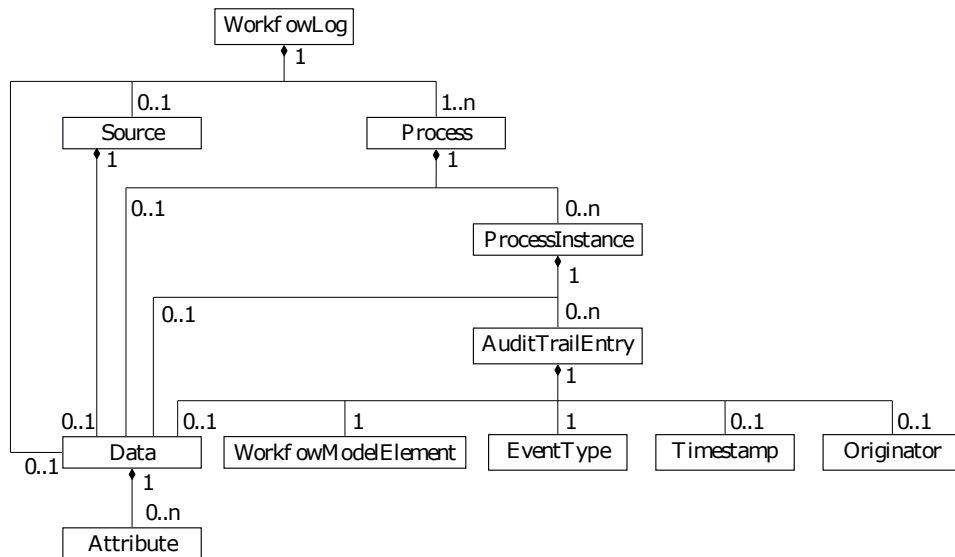 WorkfowLog
1
0..1
1..n
Source
Process
1
1
0..1
0..n
ProcessInstance
1
0..1
0..n
AuditTrailEntry
1
0..1
0..1
1
1
0..1
0..1
Data
WorkfowModelElement
EventType
Timestamp
Originator
0..1
1
0..n
Attribute